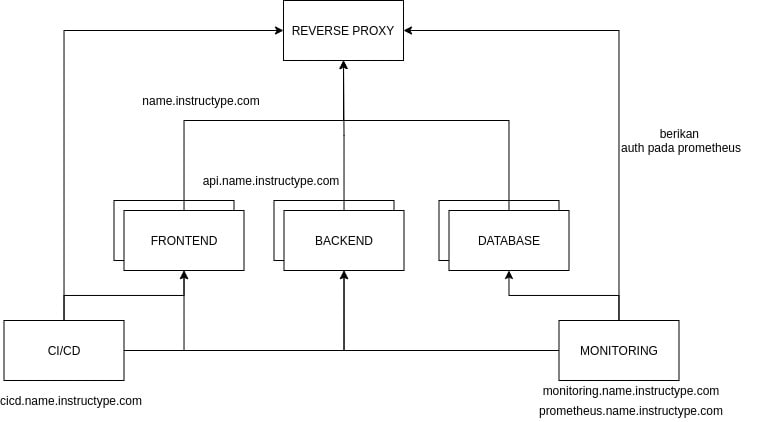 REVERSE PROXY
name.instructype.com
berikan
auth pada prometheus
api.name.instructype.com
FRONTEND
BACKEND
DATABASE
CI/CD
MONITORING
cicd.name.instructype.com
monitoring.name.instructype.com
prometheus.name.instructype.com